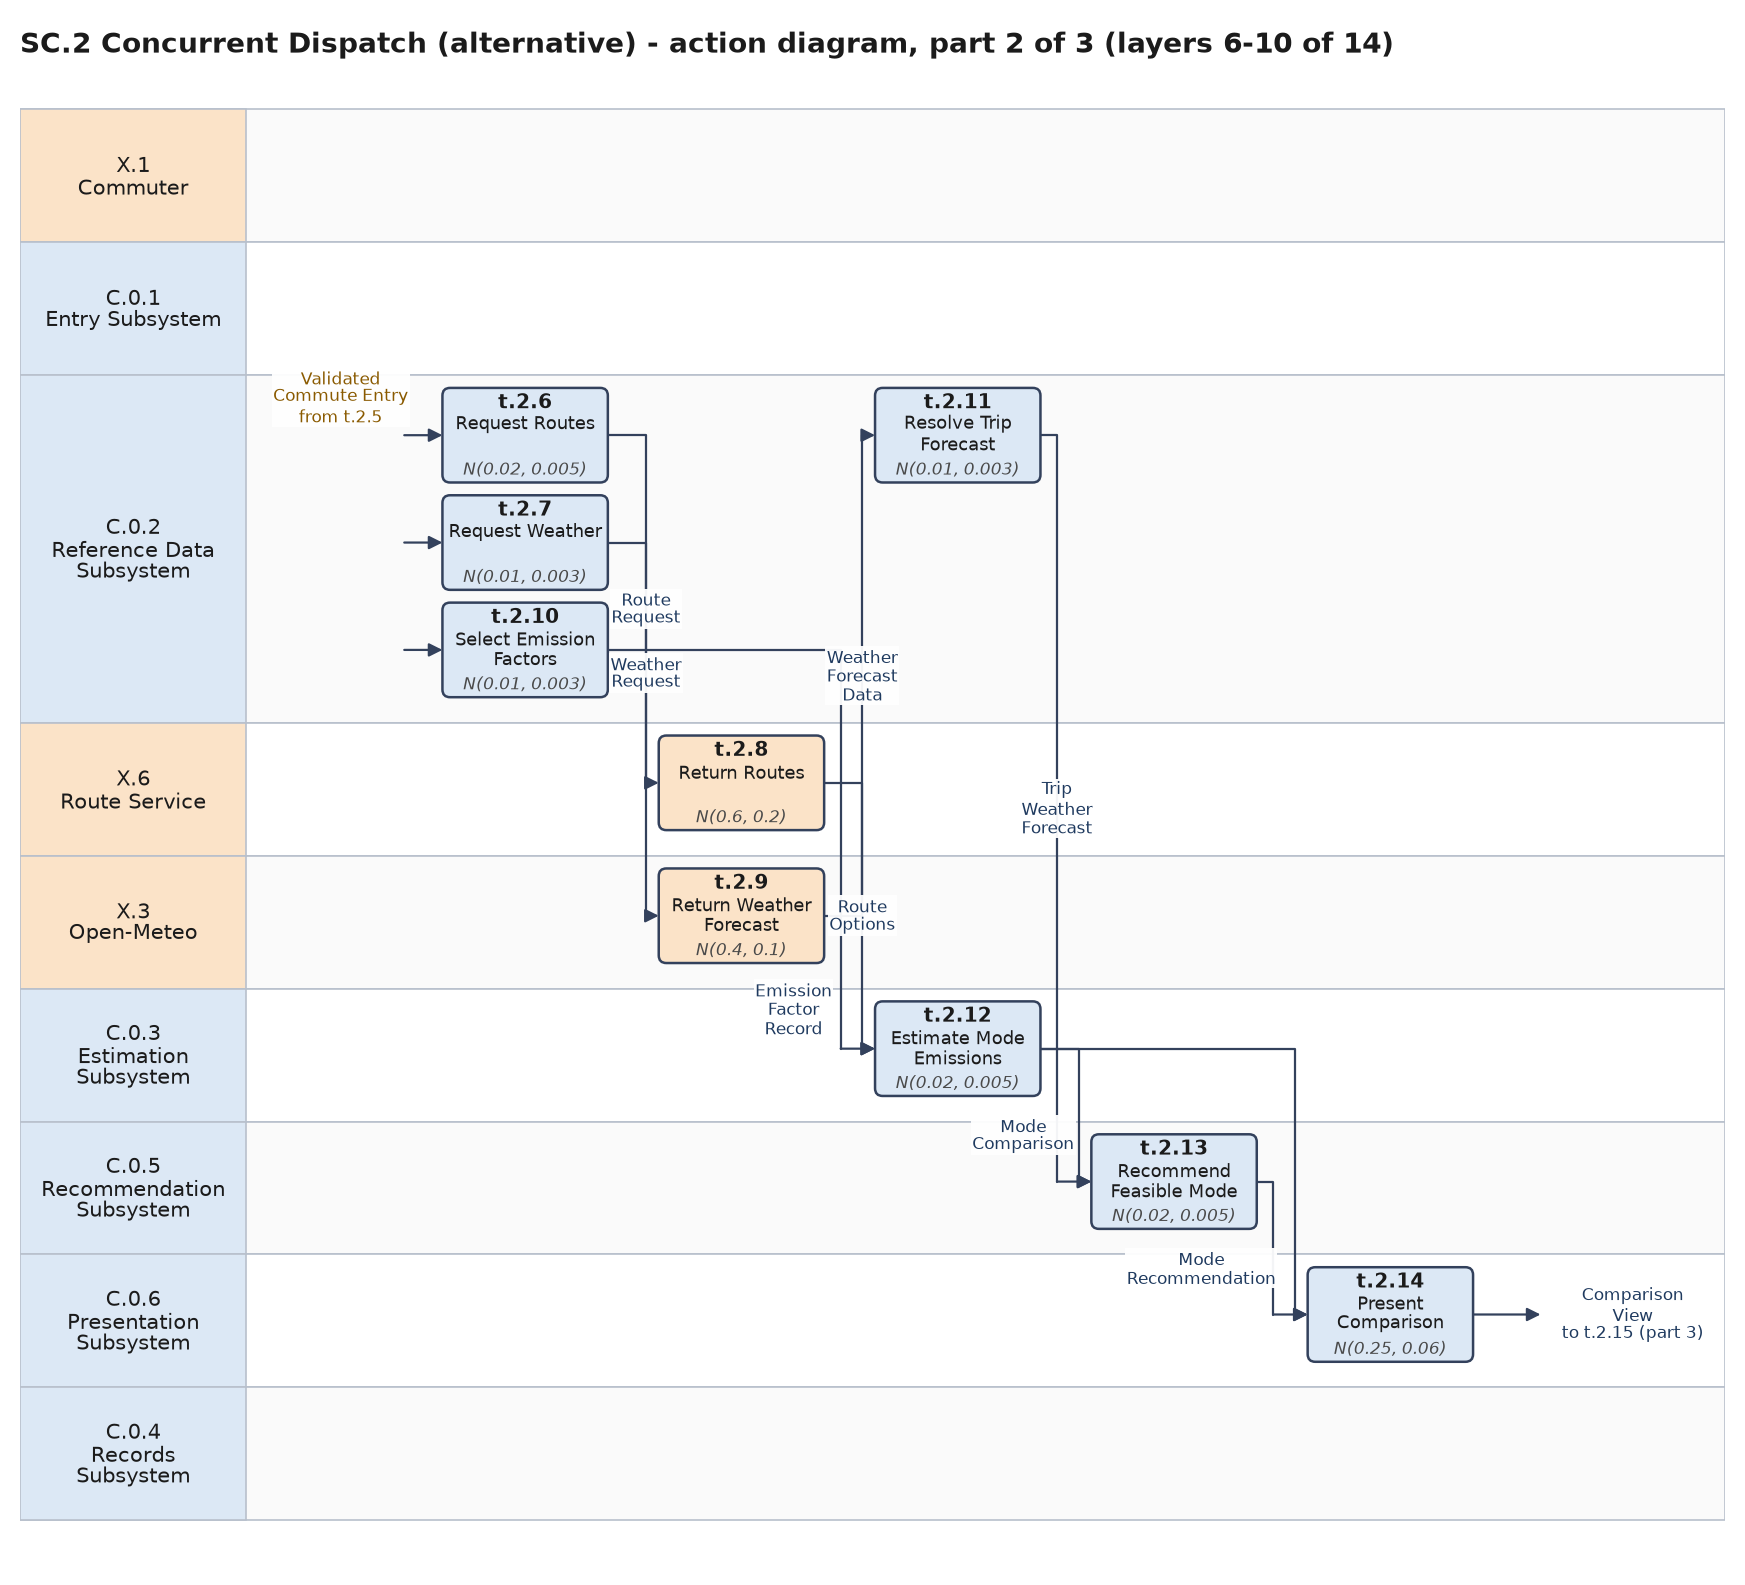 SC.2 Concurrent Dispatch (alternative) - action diagram, part 2 of 3 (layers 6-10 of 14)
X.1
Commuter
C.0.1
Entry Subsystem
C.0.2
Reference Data
Subsystem
Validated
Commute Entry
from t.2.5
t.2.6
Request Routes
N(0.02, 0.005)
t.2.7
Request Weather
N(0.01, 0.003)
t.2.10
Select Emission
Factors
N(0.01, 0.003)
Route
Request
Weather
Request
Weather
Forecast
Data
t.2.11
Resolve Trip
Forecast
N(0.01, 0.003)
X.6
Route Service
t.2.8
Return Routes
N(0.6, 0.2)
Trip
Weather
Forecast
X.3
Open-Meteo
t.2.9
Return Weather
Forecast
N(0.4, 0.1)
Route
Options
C.0.3
Estimation
Subsystem
Emission
Factor
Record
t.2.12
Estimate Mode
Emissions
N(0.02, 0.005)
C.0.5
Recommendation
Subsystem
Mode
Comparison
t.2.13
Recommend
Feasible Mode
N(0.02, 0.005)
C.0.6
Presentation
Subsystem
Mode
Recommendation
t.2.14
Present
Comparison
N(0.25, 0.06)
Comparison
View
to t.2.15 (part 3)
C.0.4
Records
Subsystem